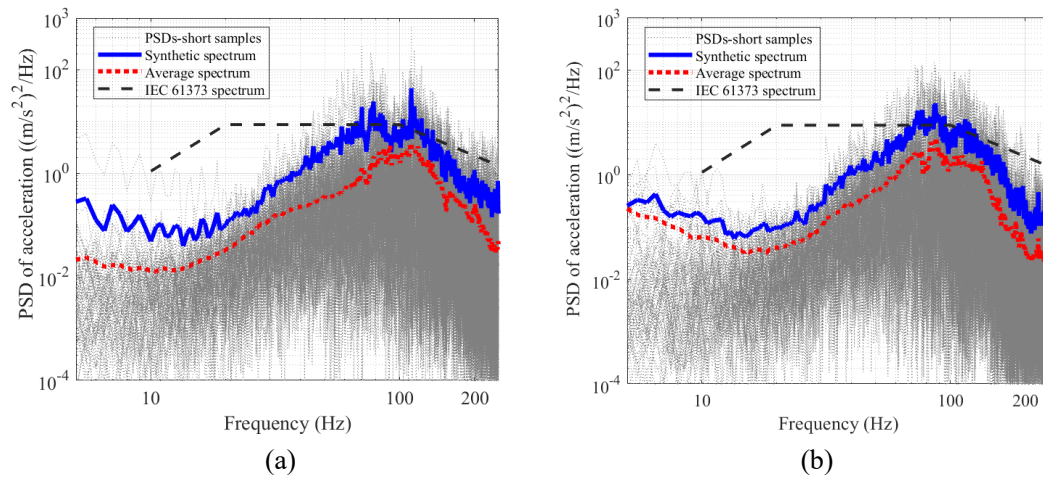 10^3
10^2
10^0
10^-2
10^-4
PSD of acceleration ((m/s^2)^2/Hz)
PSDs-short samples
Synthetic spectrum
Average spectrum
IEC 61373 spectrum
10
100
200
Frequency (Hz)
(a)
10^3
10^2
10^0
10^-2
10^-4
PSD of acceleration ((m/s^2)^2/Hz)
PSDs-short samples
Synthetic spectrum
Average spectrum
IEC 61373 spectrum
10
100
200
Frequency (Hz)
(b)